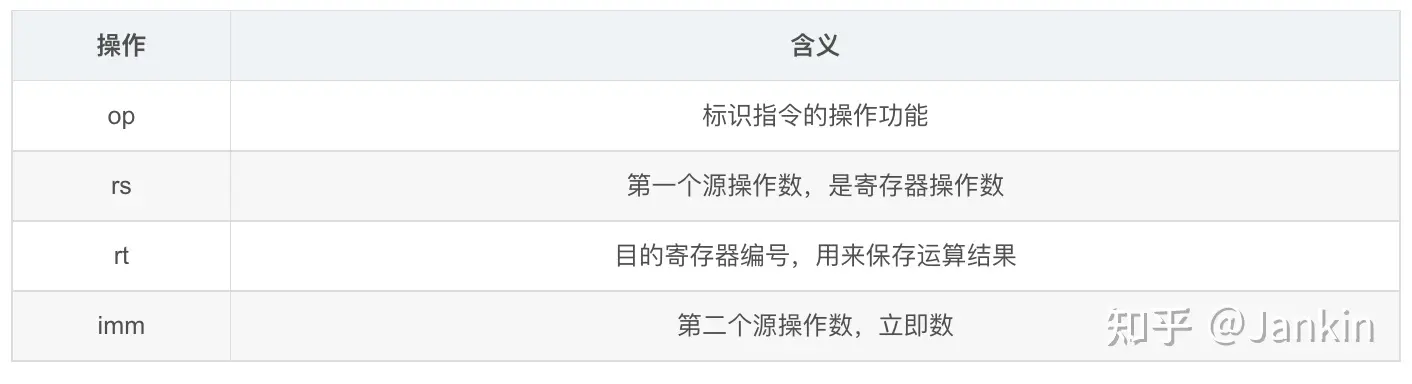 操作 含义
op 标识指令的操作功能
rs 第一个源操作数，是寄存器操作数
rt 目的寄存器编号，用来保存运算结果
imm 第二个源操作数，立即数
知乎 @Jankin